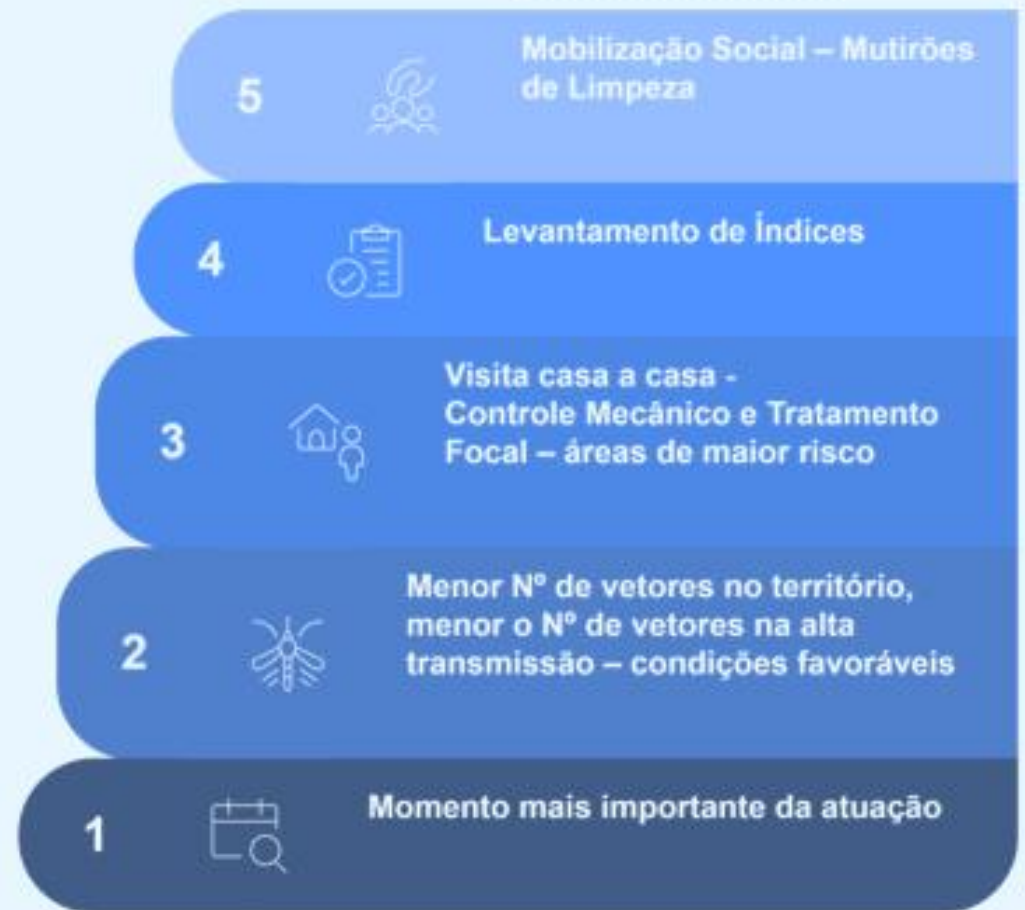 5
Mobilização Social – Mutirões
de Limpeza
4
Levantamento de Índices
3
Visita casa a casa -
Controle Mecânico e Tratamento
Focal – áreas de maior risco
2
Menor Nº de vetores no território,
menor o Nº de vetores na alta
transmissão – condições favoráveis
1
Momento mais importante da atuação